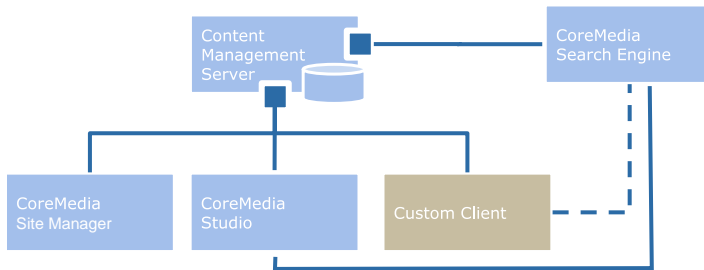 Content
Management
Server
CoreMedia
Search Engine
CoreMedia
Site Manager
CoreMedia
Studio
Custom Client